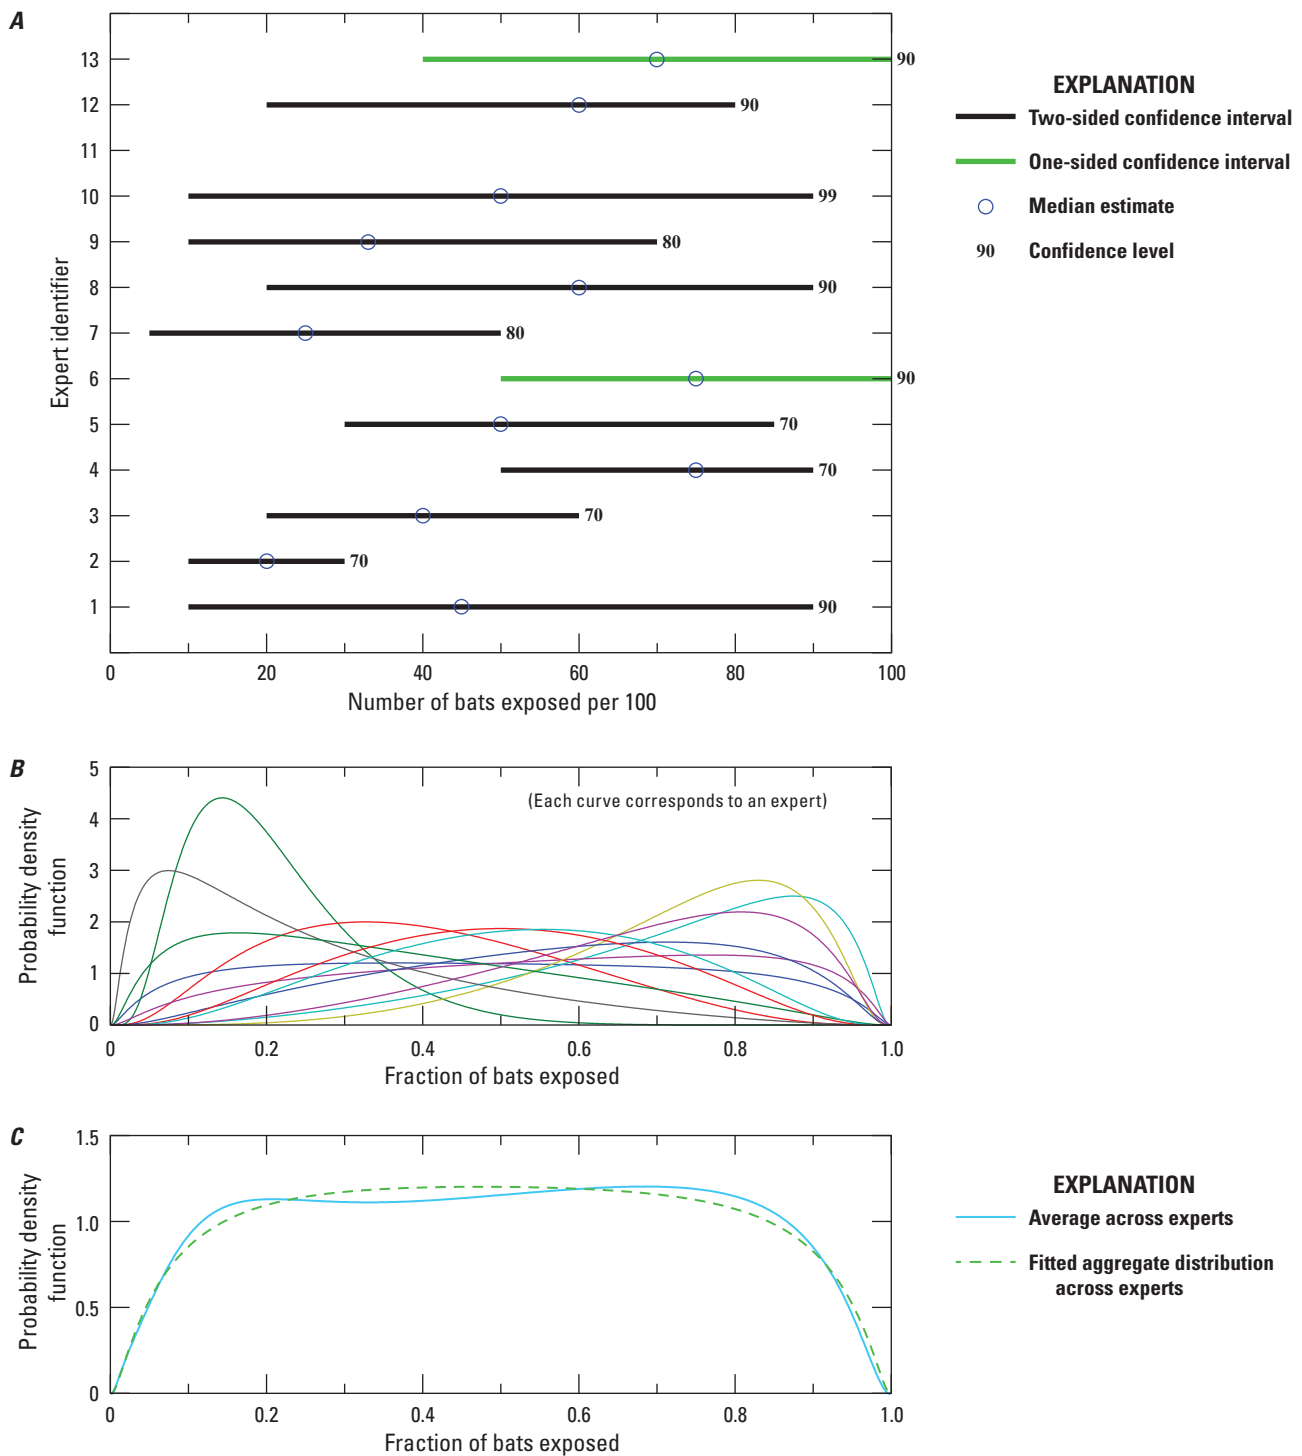 A
13
12
11
10
9
8
7
6
5
4
3
2
1
Expert identifier
90
90
99
80
90
80
90
70
70
70
70
90
0 20 40 60 80 100
Number of bats exposed per 100
EXPLANATION
Two-sided confidence interval
One-sided confidence interval
Median estimate
90 Confidence level
B
5
4
3
2
1
0
Probability density
function
(Each curve corresponds to an expert)
0 0.2 0.4 0.6 0.8 1.0
Fraction of bats exposed
C
1.5
1.0
0.5
0
Probability density
function
0 0.2 0.4 0.6 0.8 1.0
Fraction of bats exposed
EXPLANATION
Average across experts
Fitted aggregate distribution
across experts